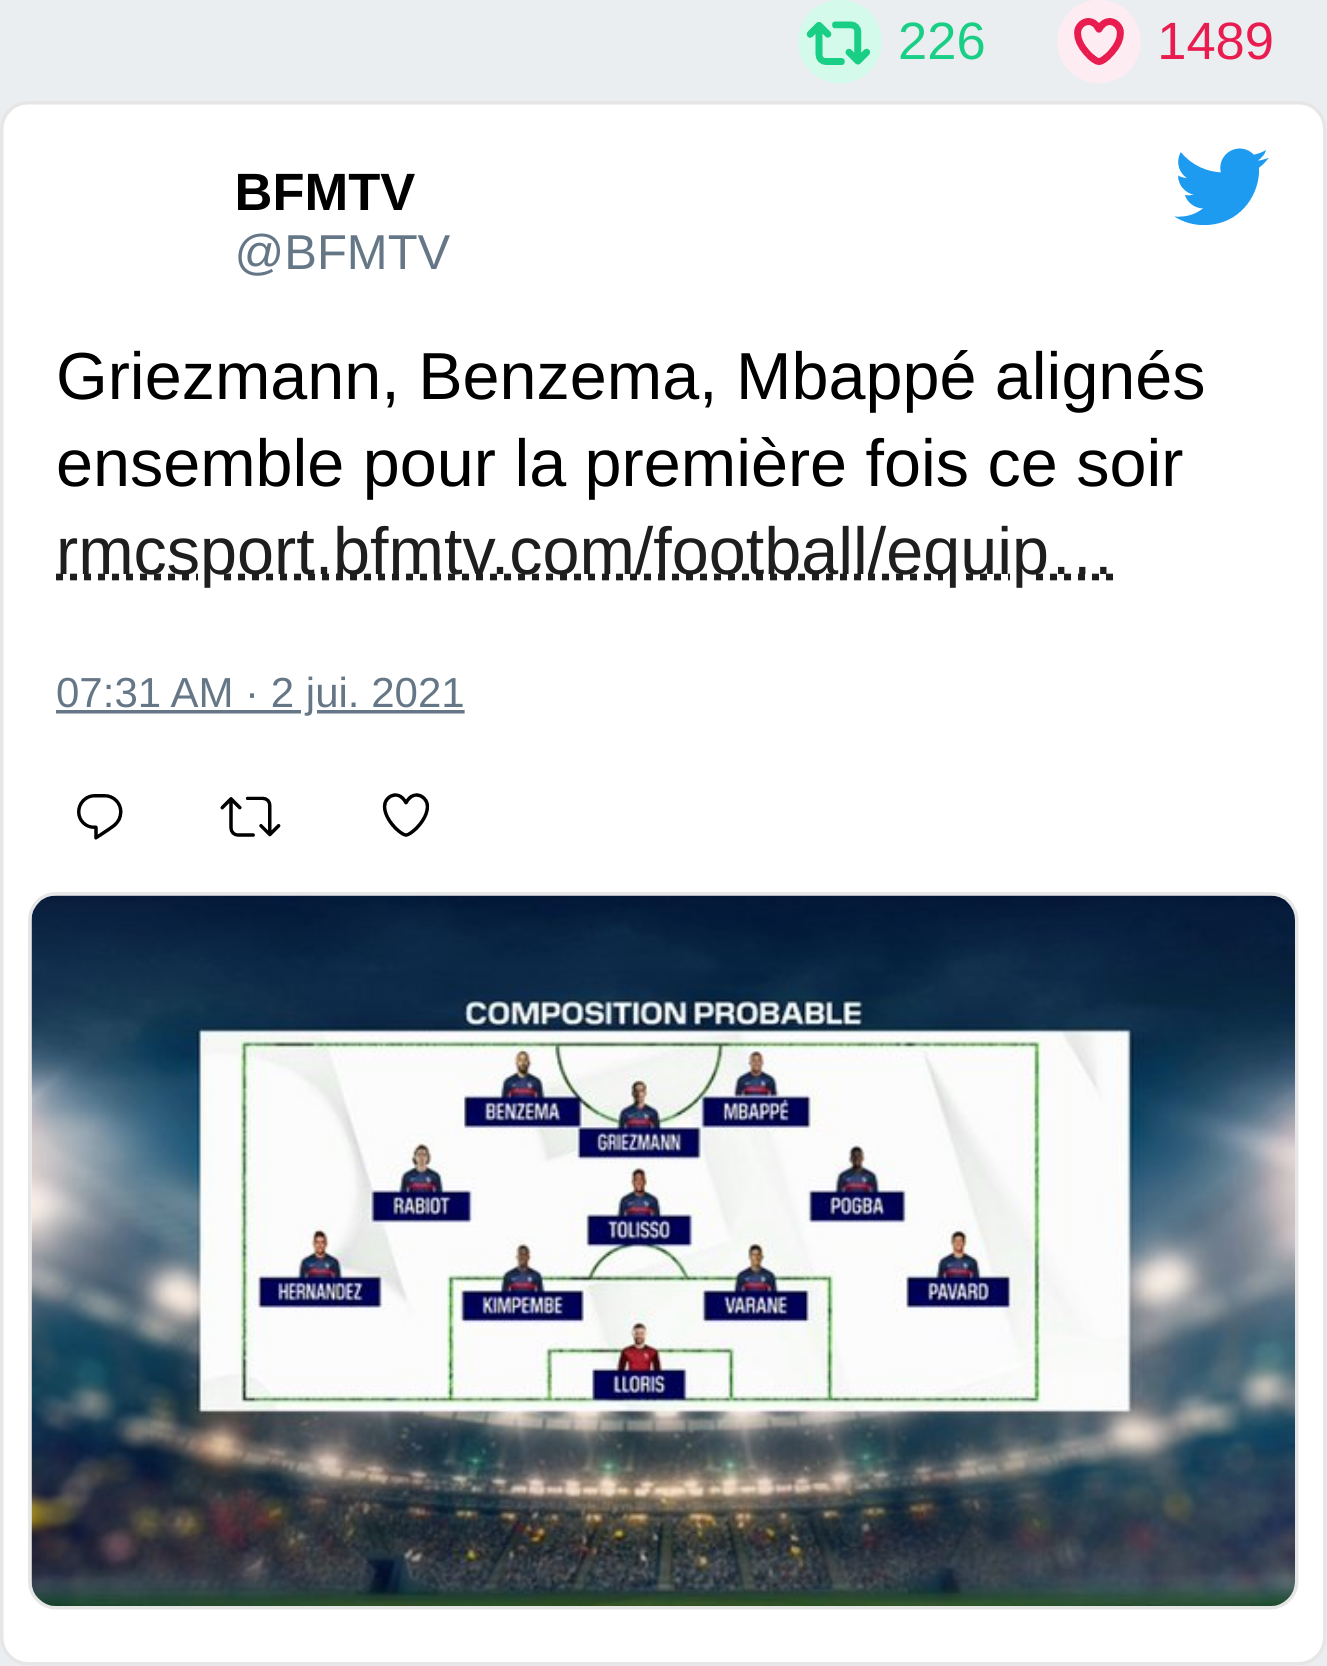 226 1489
BFMTV
@BFMTV
Griezmann, Benzema, Mbappé alignés
ensemble pour la première fois ce soir
rmcsport.bfmtv.com/football/equip…
07:31 AM · 2 jui. 2021
COMPOSITION PROBABLE
BENZEMA MBAPPÉ
GRIEZMANN
RABIOT POGBA
TOLISSO
HERNANDEZ PAVARD
KIMPEMBE VARANE
LLORIS